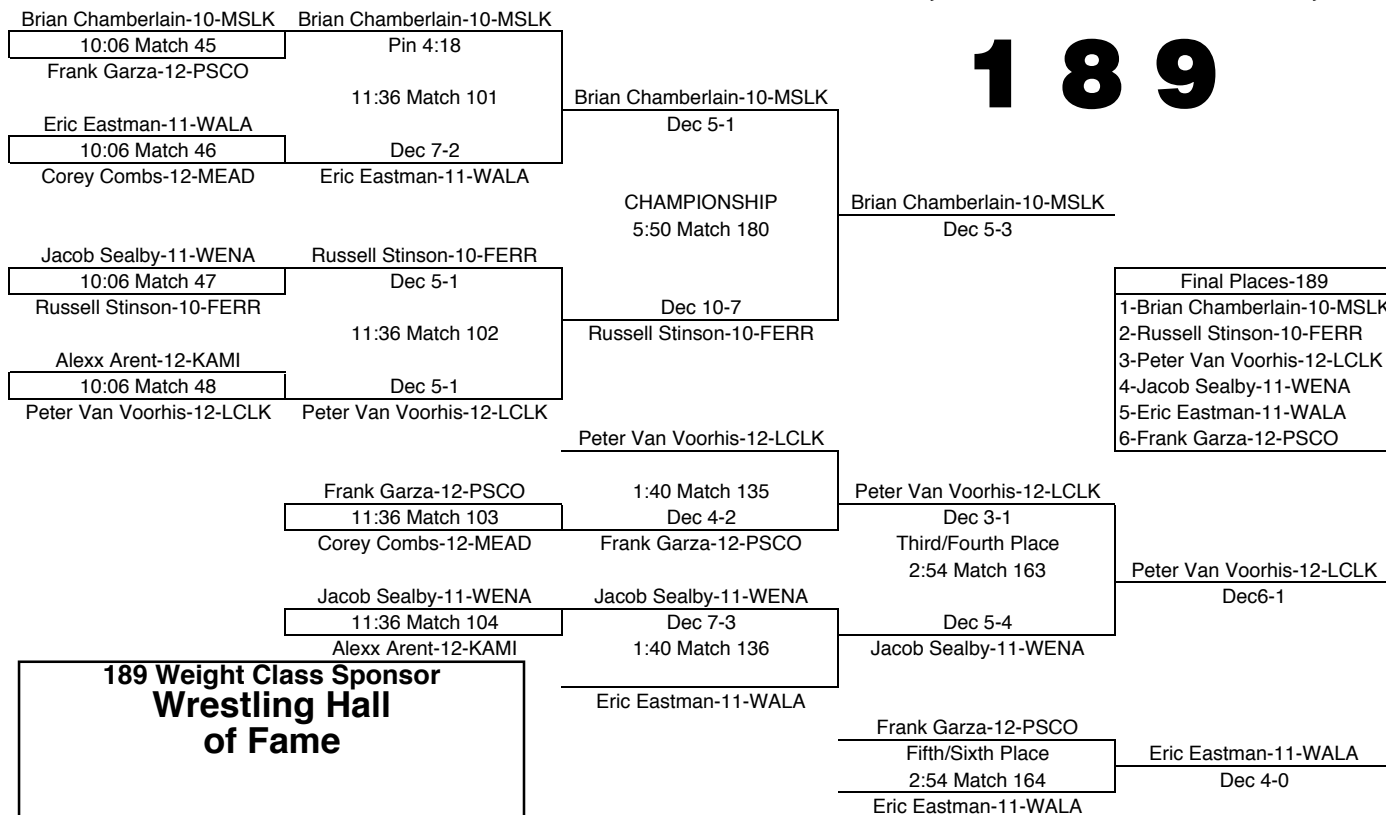 1 8 9
Brian Chamberlain-10-MSLK Brian Chamberlain-10-MSLK
10:06 Match 45 Pin 4:18
Frank Garza-12-PSCO
11:36 Match 101 Brian Chamberlain-10-MSLK
Eric Eastman-11-WALA Dec 5-1
10:06 Match 46 Dec 7-2
Corey Combs-12-MEAD Eric Eastman-11-WALA
CHAMPIONSHIP Brian Chamberlain-10-MSLK
5:50 Match 180 Dec 5-3
Jacob Sealby-11-WENA Russell Stinson-10-FERR
10:06 Match 47 Dec 5-1 Final Places-189
Russell Stinson-10-FERR Dec 10-7 1-Brian Chamberlain-10-MSLK
11:36 Match 102 Russell Stinson-10-FERR 2-Russell Stinson-10-FERR
Alexx Arent-12-KAMI 3-Peter Van Voorhis-12-LCLK
10:06 Match 48 Dec 5-1 4-Jacob Sealby-11-WENA
Peter Van Voorhis-12-LCLK Peter Van Voorhis-12-LCLK 5-Eric Eastman-11-WALA
Peter Van Voorhis-12-LCLK 6-Frank Garza-12-PSCO
Frank Garza-12-PSCO 1:40 Match 135 Peter Van Voorhis-12-LCLK
11:36 Match 103 Dec 4-2 Dec 3-1
Corey Combs-12-MEAD Frank Garza-12-PSCO Third/Fourth Place
2:54 Match 163 Peter Van Voorhis-12-LCLK
Jacob Sealby-11-WENA Jacob Sealby-11-WENA Dec6-1
11:36 Match 104 Dec 7-3 Dec 5-4
Alexx Arent-12-KAMI 1:40 Match 136 Jacob Sealby-11-WENA
189 Weight Class Sponsor
Wrestling Hall Eric Eastman-11-WALA
of Fame Frank Garza-12-PSCO
Fifth/Sixth Place Eric Eastman-11-WALA
2:54 Match 164 Dec 4-0
Eric Eastman-11-WALA